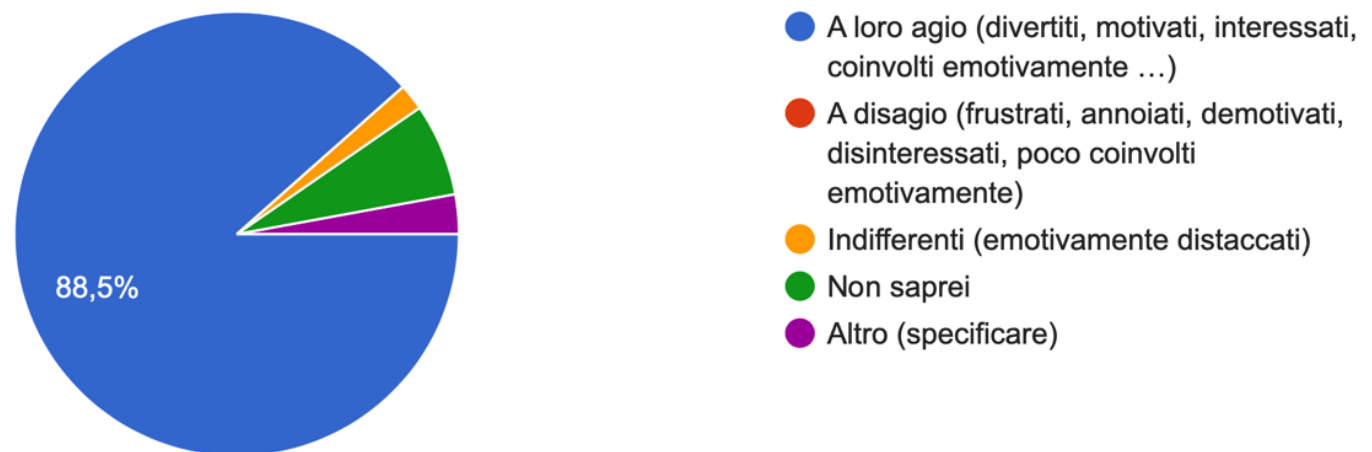 88,5%
A loro agio (divertiti, motivati, interessati,
coinvolti emotivamente …)
A disagio (frustrati, annoiati, demotivati,
disinteressati, poco coinvolti
emotivamente)
Indifferenti (emotivamente distaccati)
Non saprei
Altro (specificare)